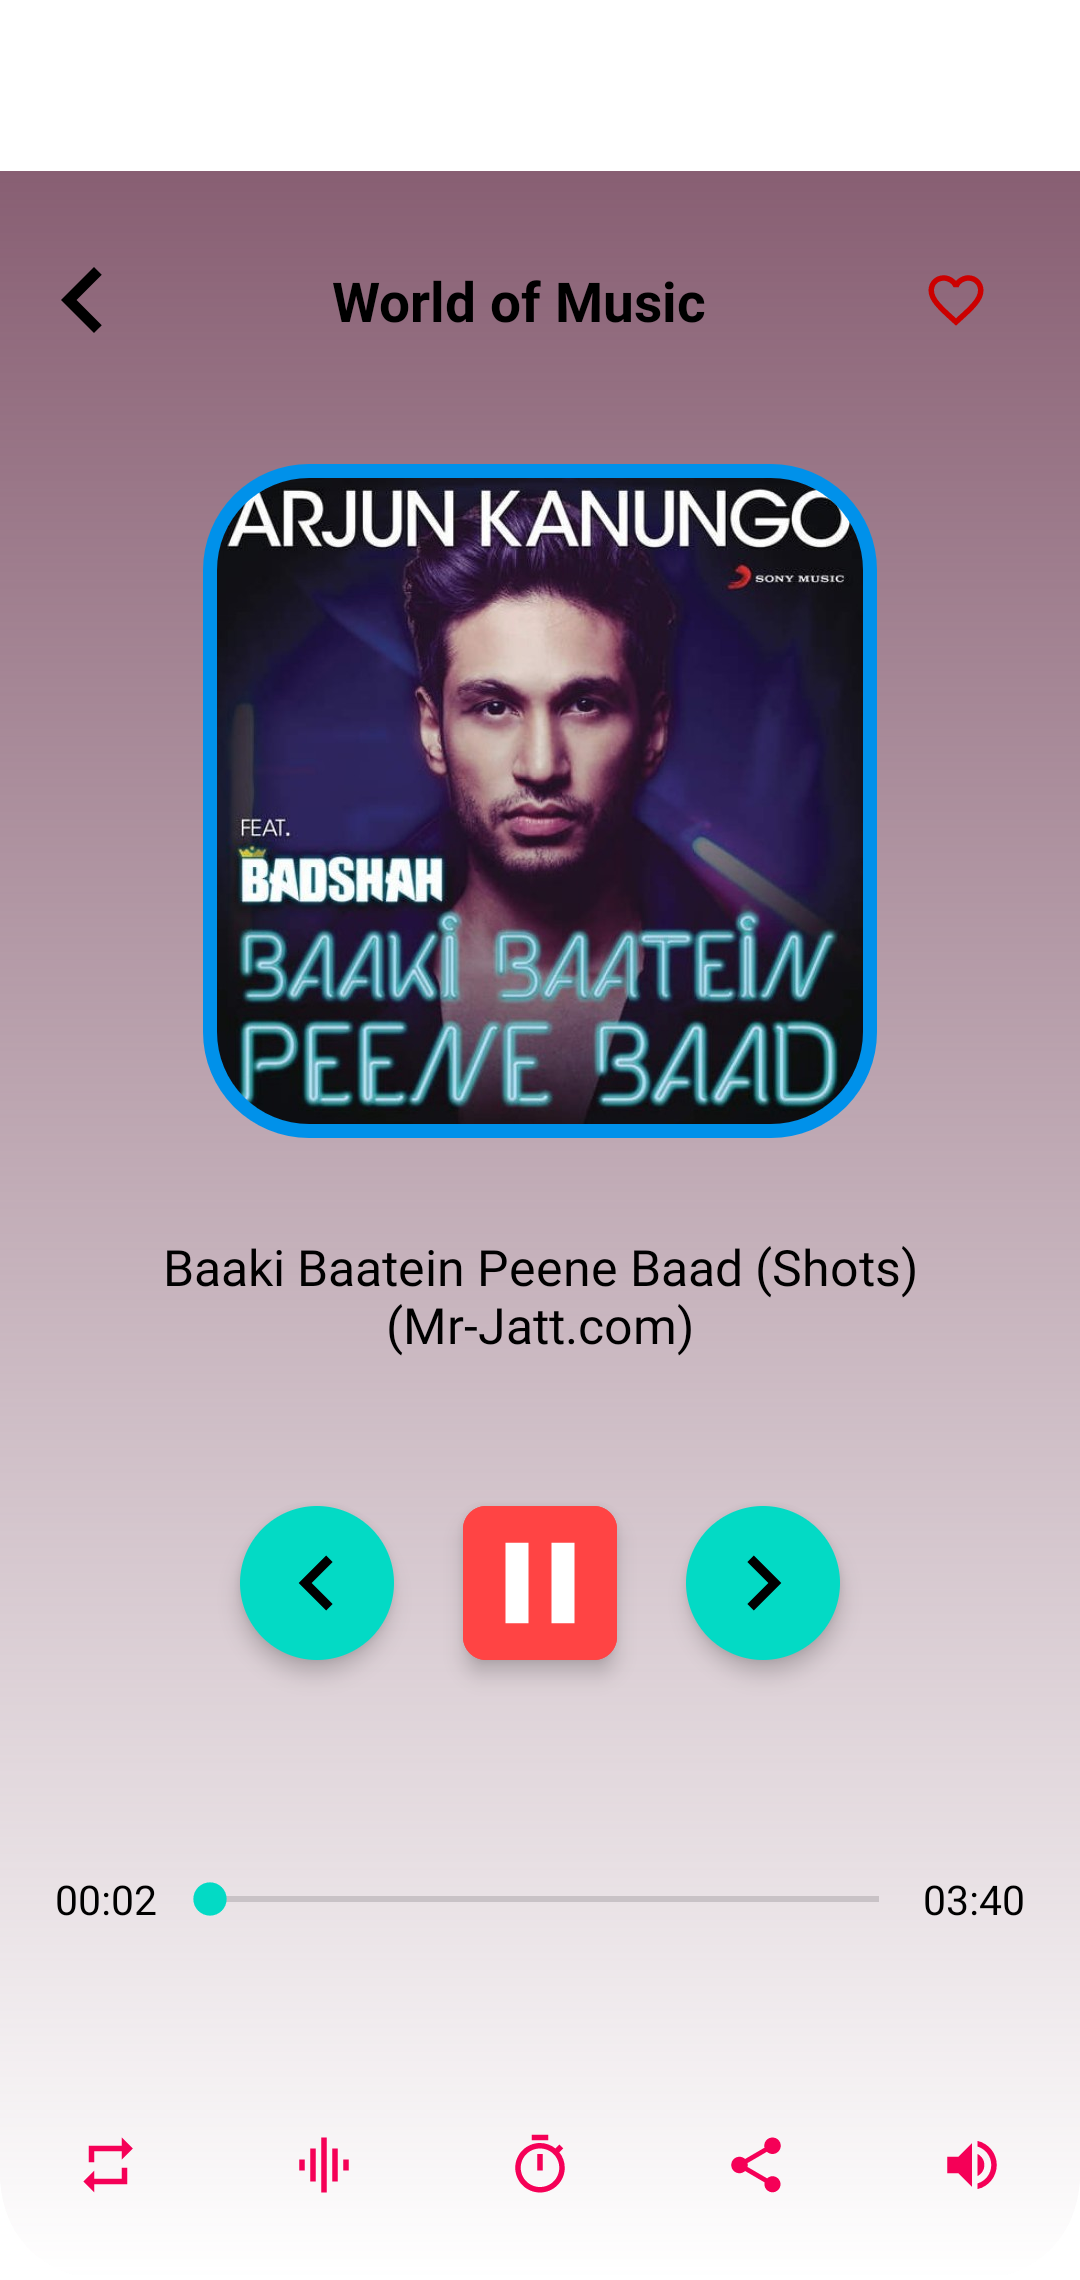 World of Music
ARJUN KANUNGO
SONY MUSIC
FEAT.
BADSHAH
BAAKI BAATEIN
PEENE BAAD
Baaki Baatein Peene Baad (Shots)
(Mr-Jatt.com)
00:02
03:40